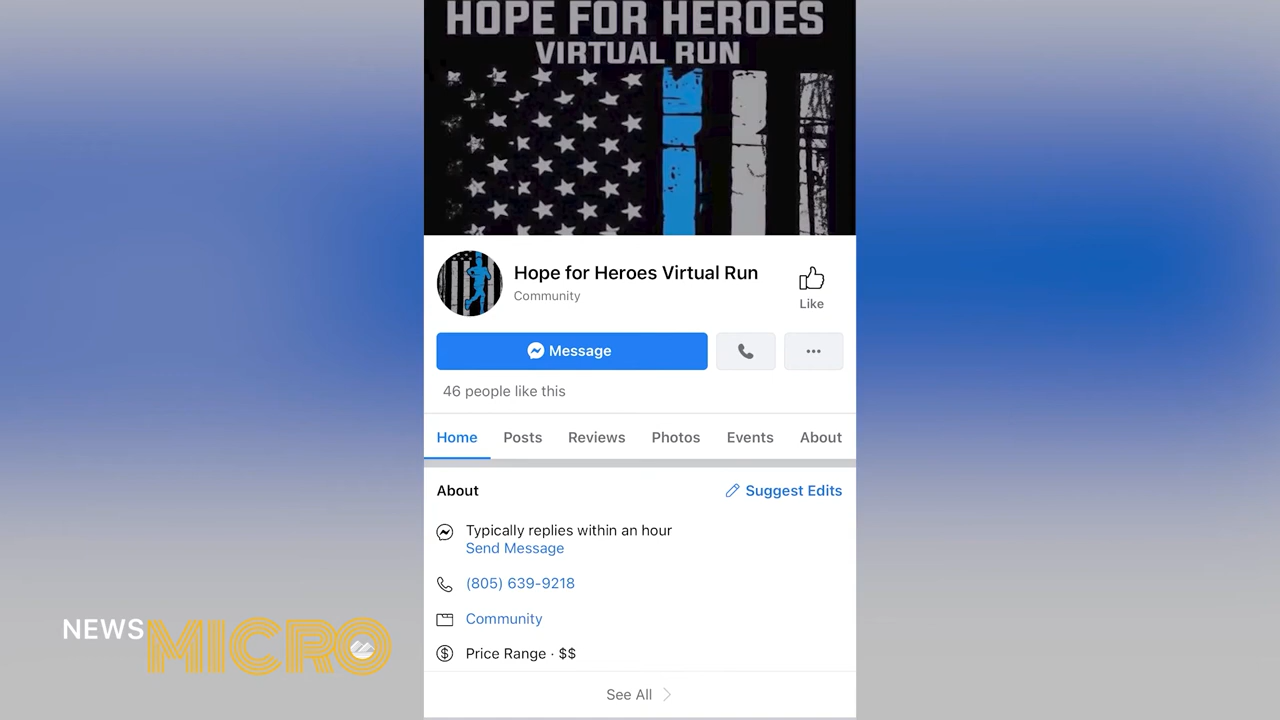 HOPE FOR HEROES
VIRTUAL RUN
Hope for Heroes Virtual Run
Community
Like
Message
46 people like this
Home Posts Reviews Photos Events About
About
Suggest Edits
Typically replies within an hour
Send Message
(805) 639-9218
Community
Price Range · $$
See All
NEWS
MICRO